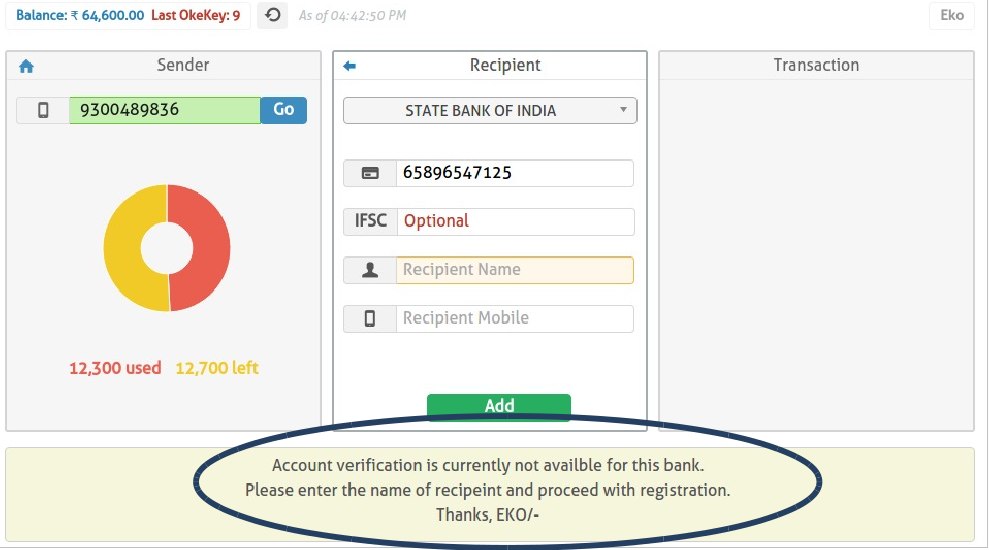 Balance: ₹ 64,600.00 Last OkeKey: 9 As of 04:42:50 PM Eko
Sender
9300489836 Go
12,300 used 12,700 left
Recipient
STATE BANK OF INDIA
65896547125
IFSC Optional
Recipient Name
Recipient Mobile
Add
Transaction
Account verification is currently not availble for this bank.
Please enter the name of recipeint and proceed with registration.
Thanks, EKO/-